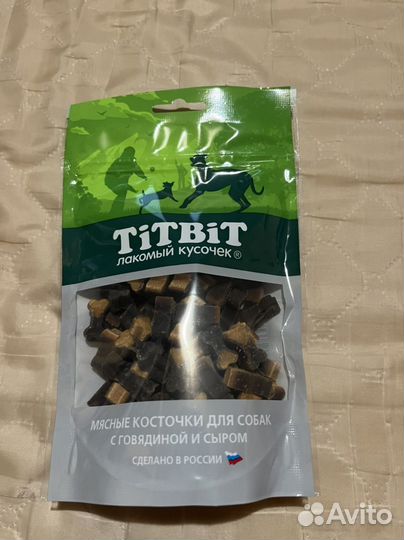 TiTBiT
лакомый кусочек®
МЯСНЫЕ КОСТОЧКИ ДЛЯ СОБАК
С ГОВЯДИНОЙ И СЫРОМ
СДЕЛАНО В РОССИИ
Avito